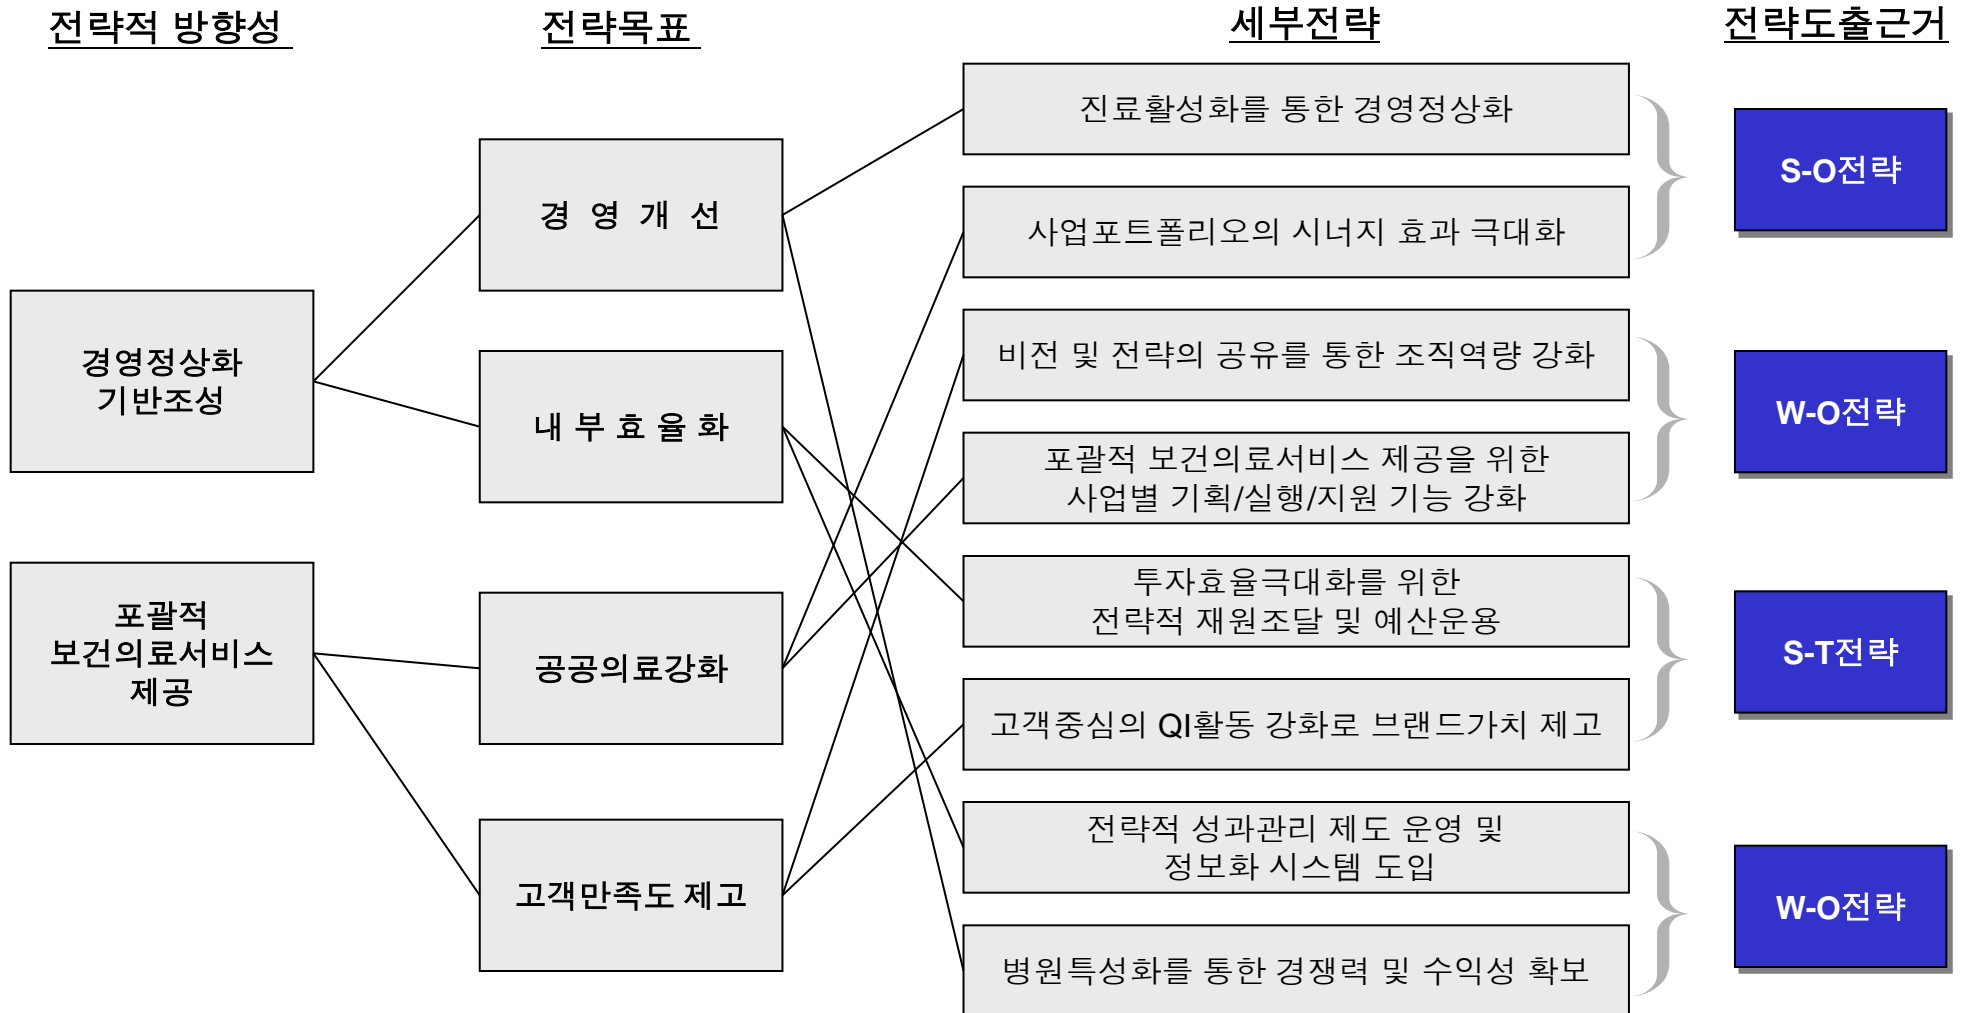 전략적 방향성
전략목표
세부전략
전략도출근거
경영정상화
기반조성
포괄적
보건의료서비스
제공
경 영 개 선
내 부 효 율 화
공공의료강화
고객만족도 제고
진료활성화를 통한 경영정상화
사업포트폴리오의 시너지 효과 극대화
비전 및 전략의 공유를 통한 조직역량 강화
포괄적 보건의료서비스 제공을 위한
사업별 기획/실행/지원 기능 강화
투자효율극대화를 위한
전략적 재원조달 및 예산운용
고객중심의 QI활동 강화로 브랜드가치 제고
전략적 성과관리 제도 운영 및
정보화 시스템 도입
병원특성화를 통한 경쟁력 및 수익성 확보
S-O전략
W-O전략
S-T전략
W-O전략